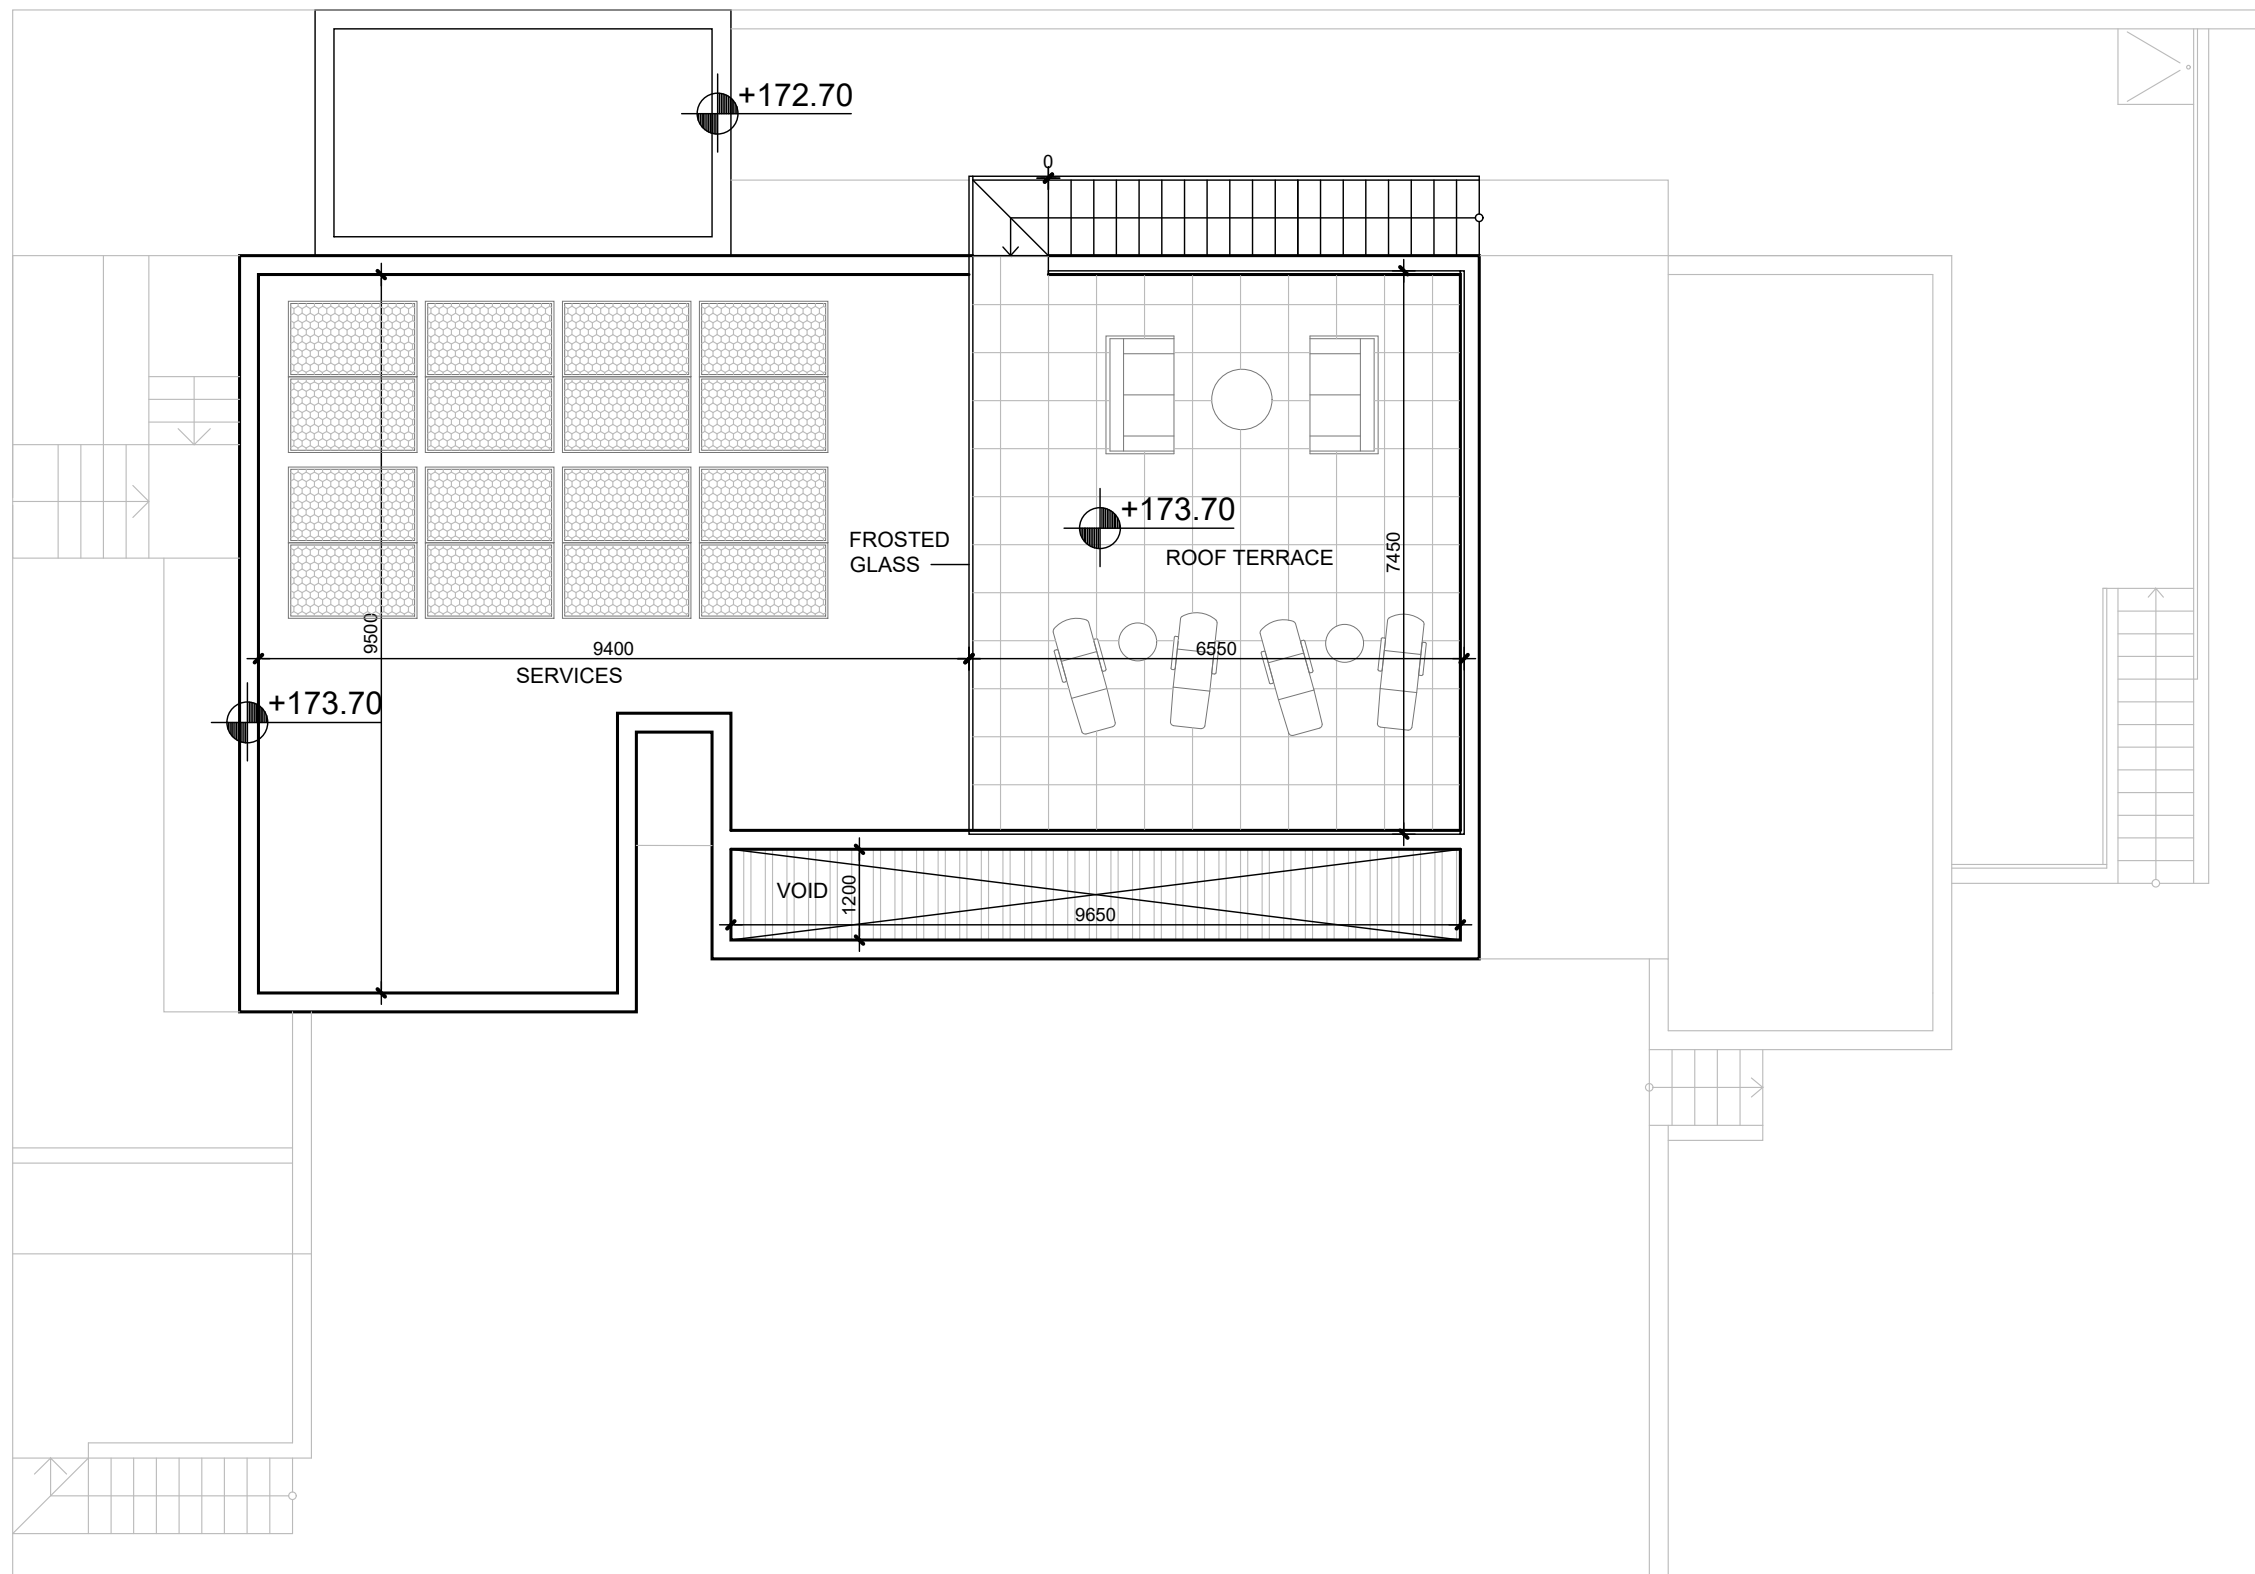 +172.70
0
+173.70
FROSTED
GLASS
ROOF TERRACE
7450
9500
9400
6550
SERVICES
+173.70
VOID
1200
9650